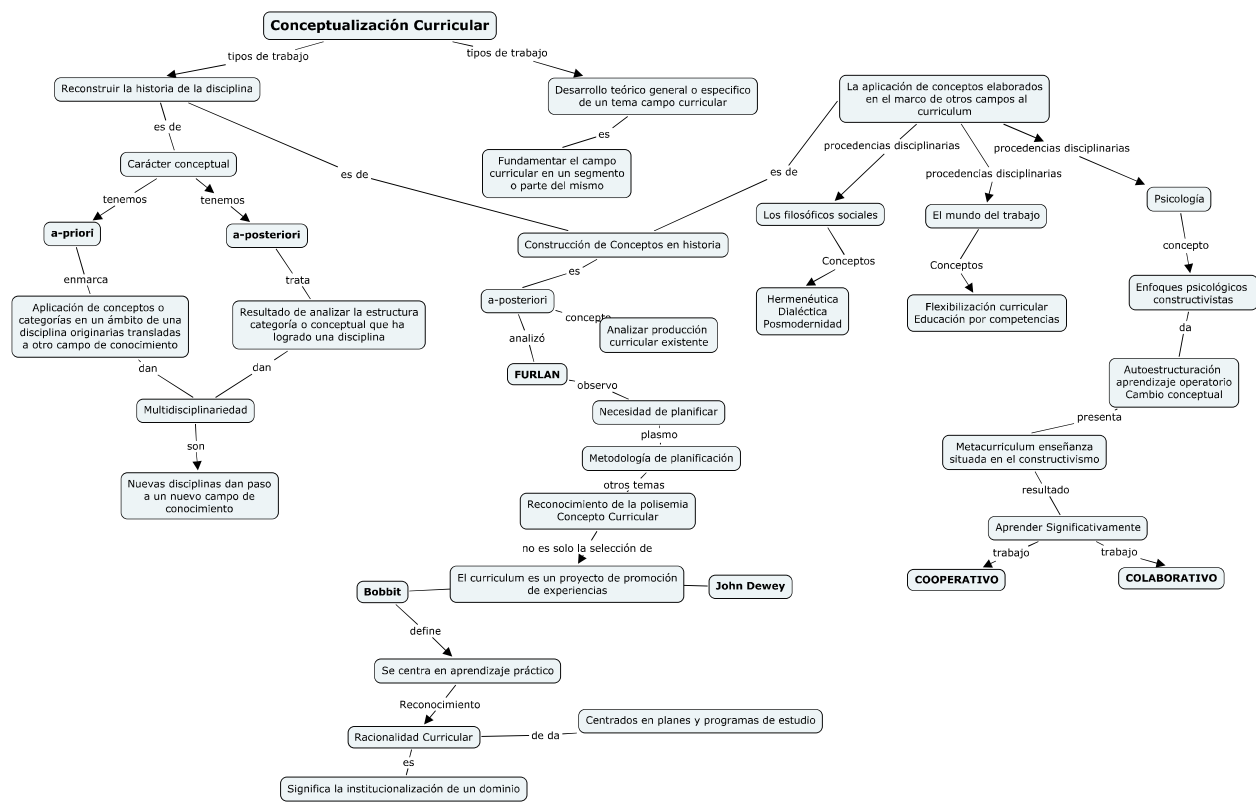 Conceptualización Curricular
tipos de trabajo
tipos de trabajo
Reconstruir la historia de la disciplina
Desarrollo teórico general o especifico
de un tema campo curricular
La aplicación de conceptos elaborados
en el marco de otros campos al
curriculum
es de
es
Carácter conceptual
Fundamentar el campo
curricular en un segmento
o parte del mismo
es de
es de
procedencias disciplinarias
procedencias disciplinarias
procedencias disciplinarias
tenemos
tenemos
a-priori
a-posteriori
Los filosóficos sociales
El mundo del trabajo
Psicología
Construcción de Conceptos en historia
enmarca
trata
es
Conceptos
Conceptos
concepto
Aplicación de conceptos o
categorías en un ámbito de una
disciplina originarias transladas
a otro campo de conocimiento
Resultado de analizar la estructura
categoría o conceptual que ha
logrado una disciplina
a-posteriori
concepto
Analizar producción
curricular existente
Hermenéutica
Dialéctica
Posmodernidad
Flexibilización curricular
Educación por competencias
Enfoques psicológicos
constructivistas
dan
dan
analizó
da
FURLAN
observo
Autoestructuración
aprendizaje operatorio
Cambio conceptual
Multidisciplinariedad
Necesidad de planificar
presenta
son
plasmo
Metodología de planificación
Metacurriculum enseñanza
situada en el constructivismo
Nuevas disciplinas dan paso
a un nuevo campo de
conocimiento
otros temas
resultado
Reconocimiento de la polisemia
Concepto Curricular
Aprender Significativamente
no es solo la selección de
trabajo
trabajo
El curriculum es un proyecto de promoción
de experiencias
Bobbit
John Dewey
COOPERATIVO
COLABORATIVO
define
Se centra en aprendizaje práctico
Reconocimiento
Racionalidad Curricular
de da
Centrados en planes y programas de estudio
es
Significa la institucionalización de un dominio